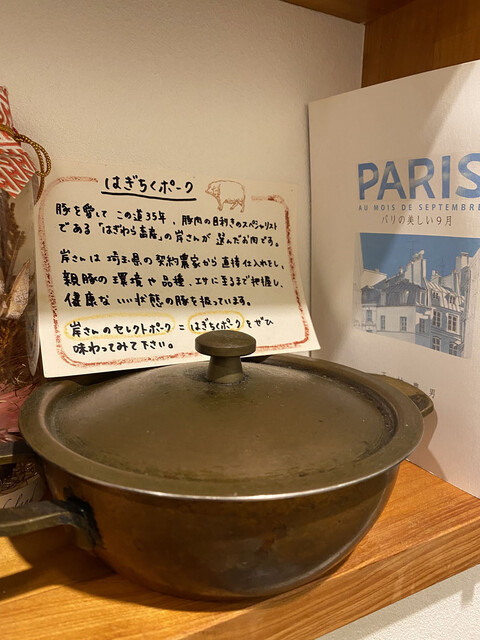 はぎちくポーク
豚を愛して この道35年、豚肉の目利きのスペシャリスト
である「はぎわら畜産」の岸さんが 選んだお肉です。
岸さんは 埼玉県の契約農家から 直接仕入れをし、
親豚の環境や品種、エサに至るまで把握し、
健康な いい状態の豚を扱っています。
岸さんのセレクトポーク = はぎちくポーク をぜひ
味わってみて下さい。
PARIS
AU MOIS DE SEPTEMBRE
パリの美しい9月